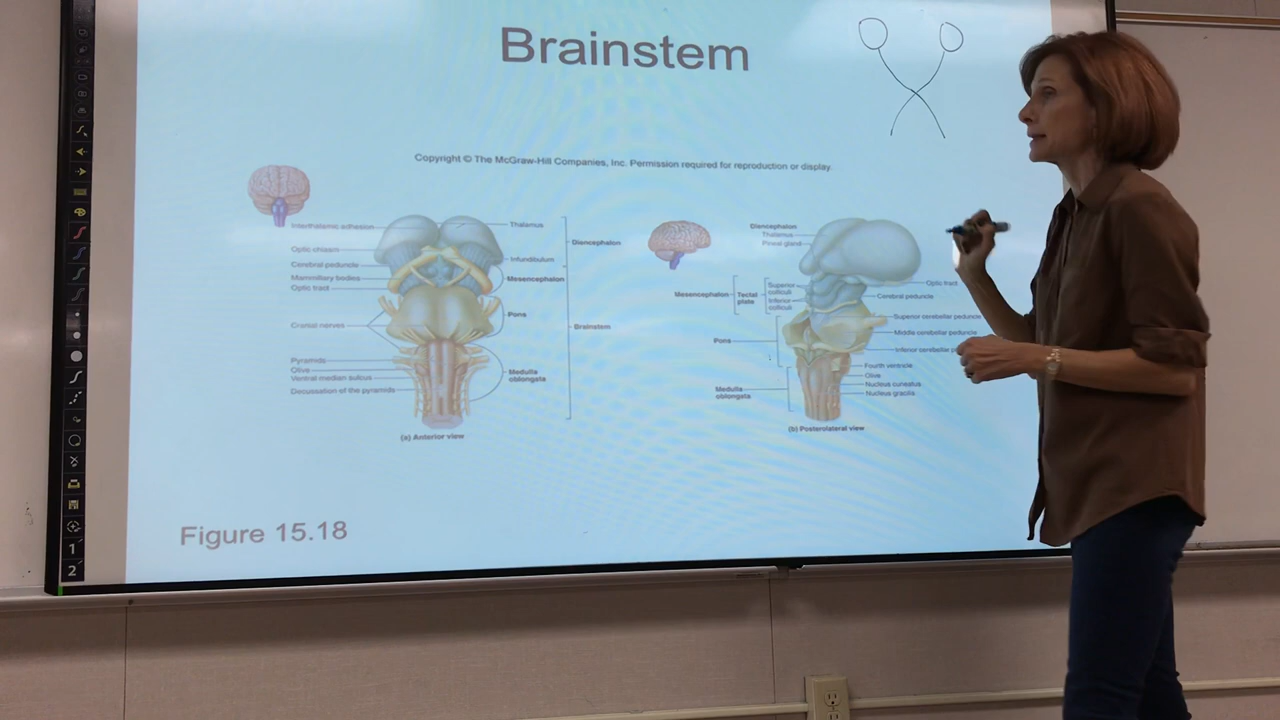 Brainstem
Copyright © The McGraw-Hill Companies, Inc. Permission required for reproduction or display.
Interthalamic adhesion
Optic chiasm
Cerebral peduncle
Mammillary bodies
Optic tract
Cranial nerves
Pyramids
Olive
Ventral median sulcus
Decussation of the pyramids
Thalamus
Infundibulum
Diencephalon
Mesencephalon
Pons
Brainstem
Medulla
oblongata
(a) Anterior view
Diencephalon
Thalamus
Pineal gland
Mesencephalon
Tectal
plate
Superior
colliculi
Inferior
colliculi
Pons
Medulla
oblongata
Optic tract
Cerebral peduncle
Superior cerebellar peduncle
Middle cerebellar peduncle
Inferior cerebellar
Fourth ventricle
Olive
Nucleus cuneatus
Nucleus gracilis
(b) Posterolateral view
Figure 15.18
1
2